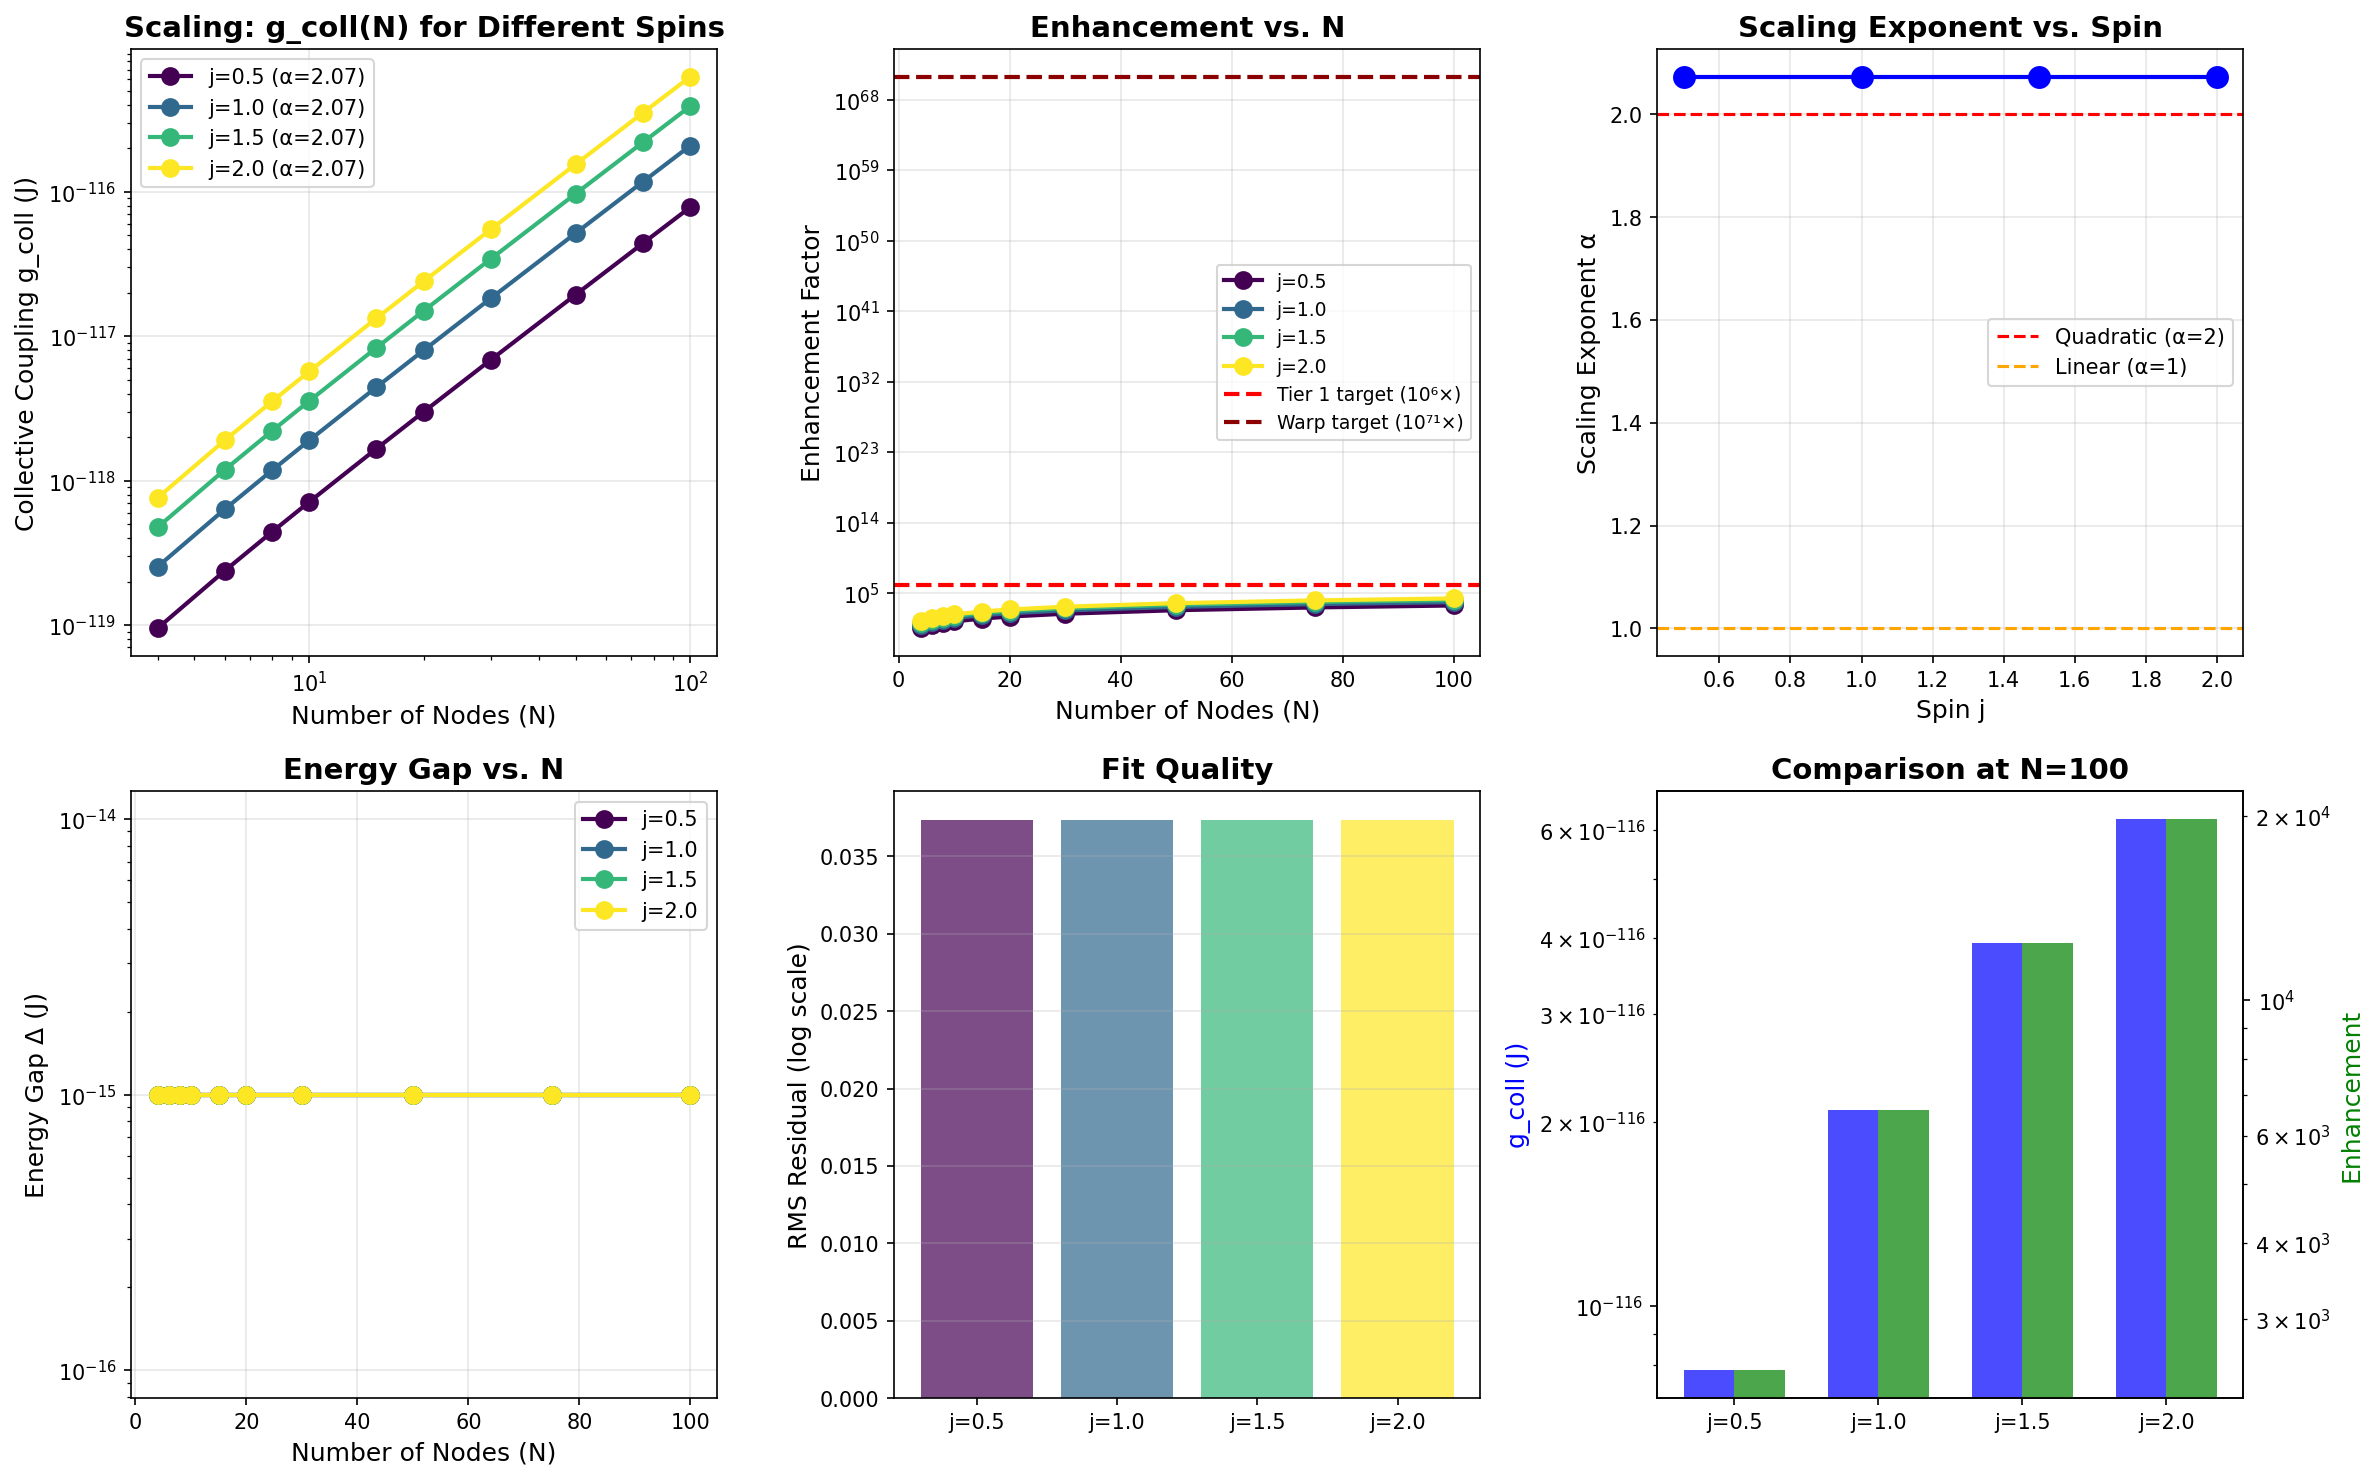 Scaling: g_coll(N) for Different Spins
j=0.5 (α=2.07)
j=1.0 (α=2.07)
j=1.5 (α=2.07)
j=2.0 (α=2.07)
Collective Coupling g_coll (J)
10⁻¹¹⁶
10⁻¹¹⁷
10⁻¹¹⁸
10⁻¹¹⁹
10¹ 10²
Number of Nodes (N)
Enhancement vs. N
Enhancement Factor
10⁶⁸
10⁵⁹
10⁵⁰
10⁴¹
10³²
10²³
10¹⁴
10⁵
j=0.5
j=1.0
j=1.5
j=2.0
Tier 1 target (10⁶×)
Warp target (10⁷¹×)
0 20 40 60 80 100
Number of Nodes (N)
Scaling Exponent vs. Spin
Scaling Exponent α
2.0
1.8
1.6
1.4
1.2
1.0
Quadratic (α=2)
Linear (α=1)
0.6 0.8 1.0 1.2 1.4 1.6 1.8 2.0
Spin j
Energy Gap vs. N
Energy Gap Δ (J)
10⁻¹⁴
10⁻¹⁵
10⁻¹⁶
j=0.5
j=1.0
j=1.5
j=2.0
0 20 40 60 80 100
Number of Nodes (N)
Fit Quality
RMS Residual (log scale)
0.035
0.030
0.025
0.020
0.015
0.010
0.005
0.000
j=0.5 j=1.0 j=1.5 j=2.0
Comparison at N=100
g_coll (J)
6×10⁻¹¹⁶
4×10⁻¹¹⁶
3×10⁻¹¹⁶
2×10⁻¹¹⁶
10⁻¹¹⁶
2×10⁴
10⁴
6×10³
4×10³
3×10³
Enhancement
j=0.5 j=1.0 j=1.5 j=2.0